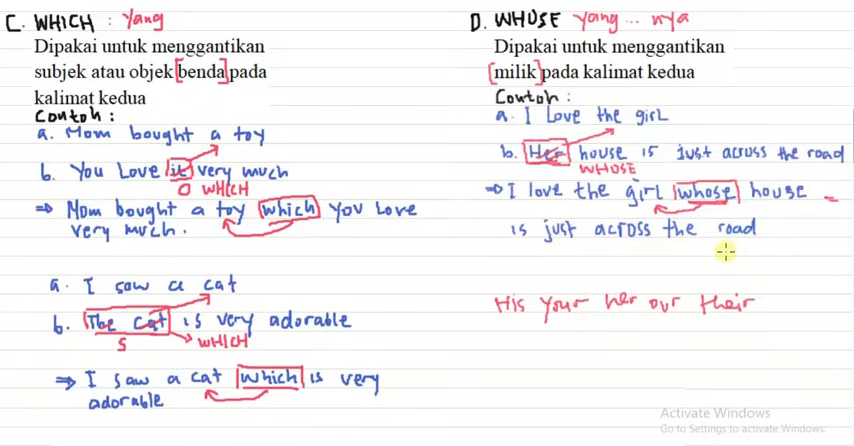 C. WHICH : Yang
Dipakai untuk menggantikan
subjek atau objek [benda] pada
kalimat kedua
Contoh :
a. Mom bought a toy
b. You Love it very much
O WHICH
⇒ Mom bought a toy which you Love
very much.
a. I saw a cat
b. The cat is very adorable
S WHICH
⇒ I saw a cat which is very
adorable
D. WHOSE yang ... nya
Dipakai untuk menggantikan
[milik] pada kalimat kedua
Contoh :
a. I Love the girl
b. Her house is just across the road
WHOSE
⇒ I love the girl whose house
is just across the road
His your her our their
Activate Windows
Go to Settings to activate Windows.